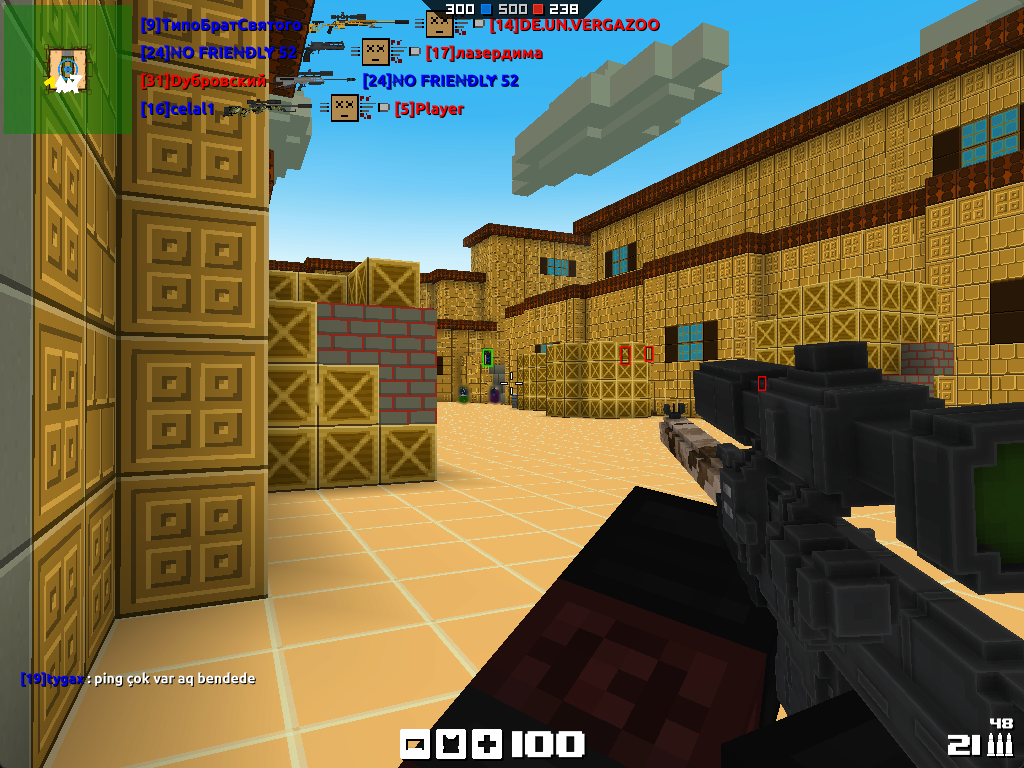 300 500 238
[9]ТипоБратСвятого [14]DE.UN.VERGAZOO
[24]NO FRIENDLY S2 [17]лазердима
[31]Dубровский [24]NO FRIENDLY S2
[16]celal1 [5]Player
[19]tygax : ping çok var aq bendede
100
48
21